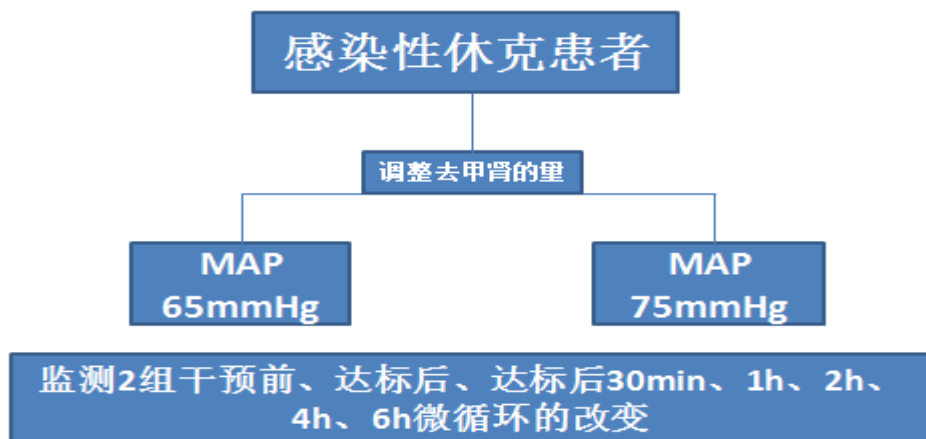 感染性休克患者
调整去甲肾的量
MAP
65mmHg
MAP
75mmHg
监测2组干预前、达标后、达标后30min、1h、2h、
4h、6h微循环的改变